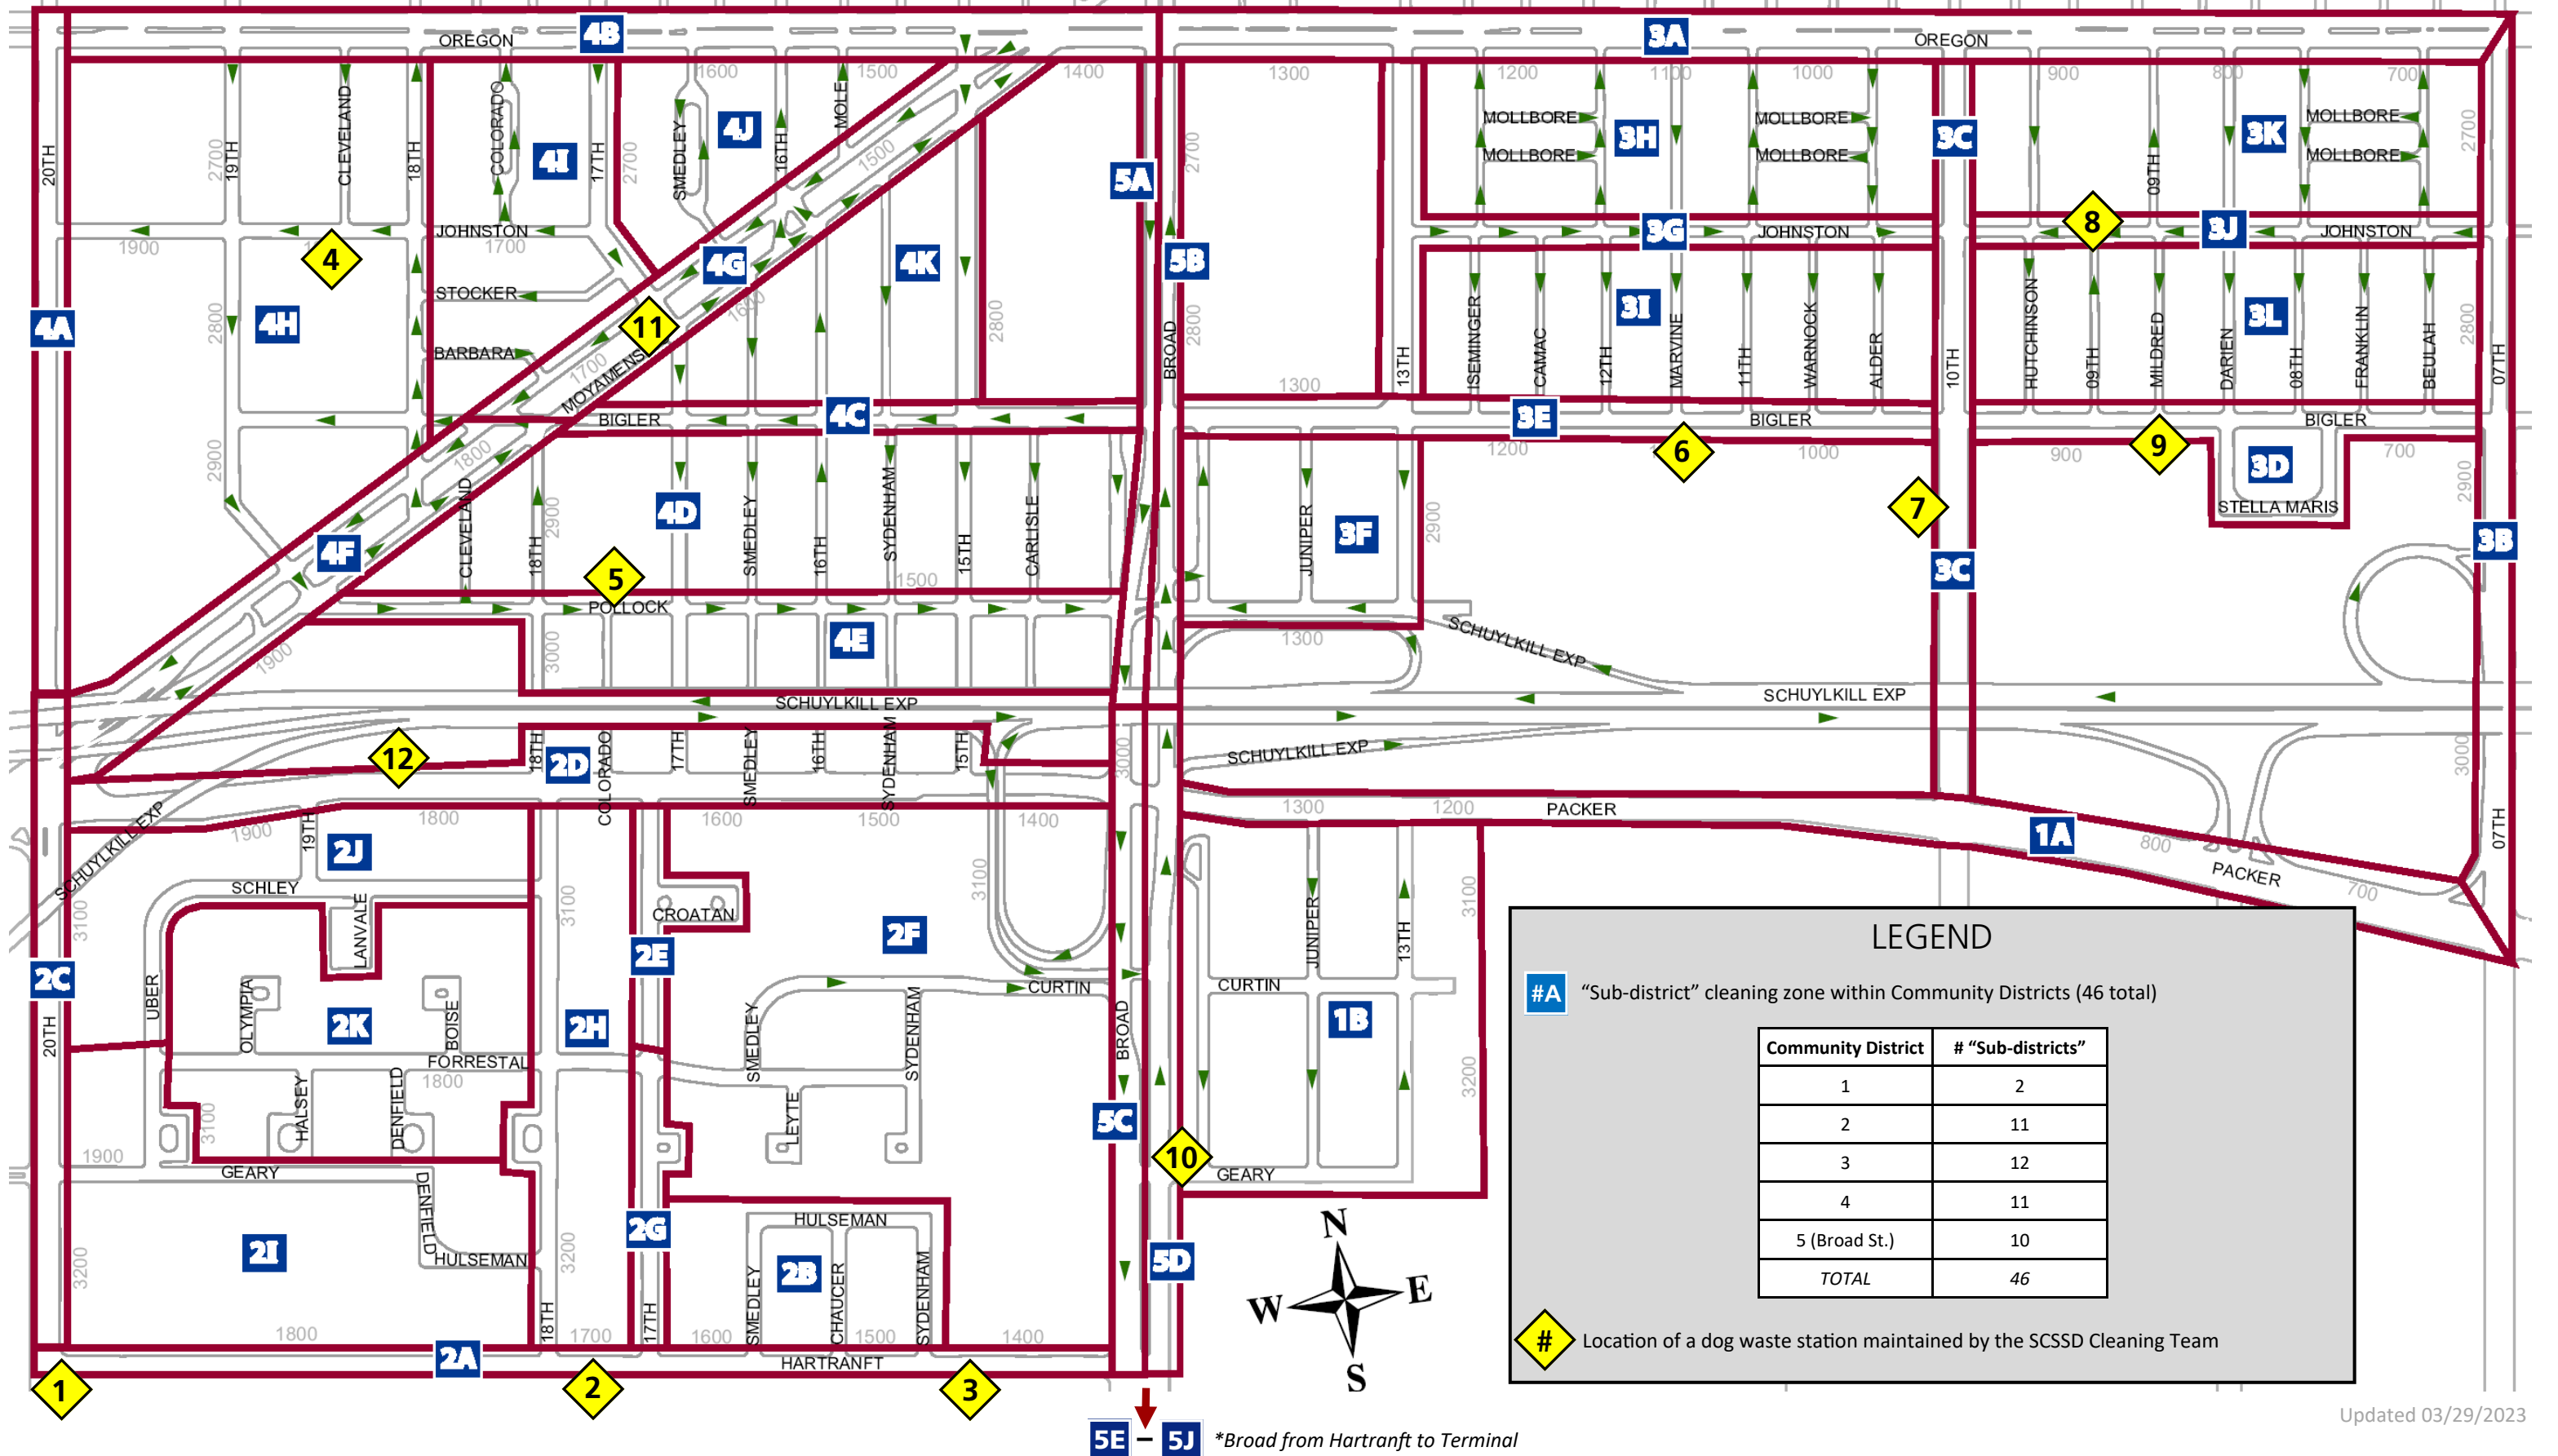 4B
3A
OREGON
OREGON
1600
1500
1400
1300
1200
1100
1000
900
800
700
20TH
2700
19TH
CLEVELAND
18TH
COLORADO
4I
17TH
2700
SMEDLEY
4J
16TH
MOLE
1500
5A
2700
MOLLBORE
MOLLBORE
3H
MOLLBORE
MOLLBORE
3C
09TH
3K
MOLLBORE
MOLLBORE
2700
1900
4
JOHNSTON
1700
4G
4K
5B
3G
JOHNSTON
8
3J
JOHNSTON
4A
2800
4H
STOCKER
11
1600
BARBARA
1700
2800
BROAD
2800
1300
13TH
ISEMINGER
CAMAC
12TH
3I
MARVINE
11TH
WARNOCK
ALDER
10TH
HUTCHINSON
09TH
MILDRED
DARIEN
3L
08TH
FRANKLIN
BEULAH
2800
07TH
BIGLER
4C
3E
BIGLER
BIGLER
2900
1800
CLEVELAND
18TH
2900
4D
SMEDLEY
16TH
SYDENHAM
15TH
CARLISLE
JUNIPER
3F
2900
1200
6
1000
7
900
9
3D
STELLA MARIS
700
2900
3B
4F
5
1500
POLLOCK
3C
1900
3000
4E
1300
SCHUYLKILL EXP
SCHUYLKILL EXP
SCHUYLKILL EXP
12
18TH
2D
COLORADO
17TH
SMEDLEY
16TH
SYDENHAM
15TH
3000
SCHUYLKILL EXP
3000
SCHUYLKILL EXP
1900
19TH
1800
1600
1500
1400
1300
1200
PACKER
1A
800
PACKER
700
07TH
2J
SCHLEY
LANVALE
3100
3100
CROATAN
2E
2F
3100
JUNIPER
13TH
3100
2C
UBER
OLYMPIA
2K
BOISE
2H
SMEDLEY
SYDENHAM
CURTIN
BROAD
CURTIN
1B
20TH
FORRESTAL
1800
3100
HALSEY
DENFIELD
LEYTE
5C
3200
1900
GEARY
DENFIELD
10
GEARY
3200
2I
HULSEMAN
3200
2G
HULSEMAN
SMEDLEY
2B
CHAUCER
SYDENHAM
5D
N
W
E
S
1800
18TH
1700
17TH
1600
1500
1400
2A
HARTRANFT
1
2
3
5E – 5J *Broad from Hartranft to Terminal
LEGEND
#A “Sub-district” cleaning zone within Community Districts (46 total)
Community District # “Sub-districts”
1 2
2 11
3 12
4 11
5 (Broad St.) 10
TOTAL 46
# Location of a dog waste station maintained by the SCSSD Cleaning Team
Updated 03/29/2023